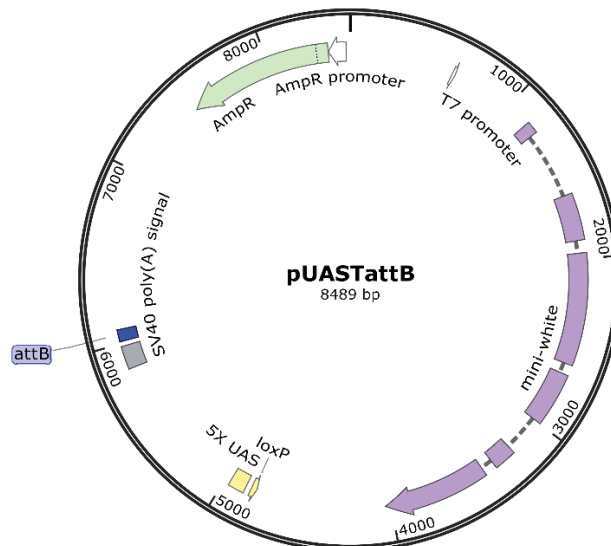 8000
AmpR promoter
AmpR
T7 promoter
1000
7000
SV40 poly(A) signal
2000
pUASTattB
8489 bp
attB
6000
mini-white
3000
5X UAS
loxP
5000
4000